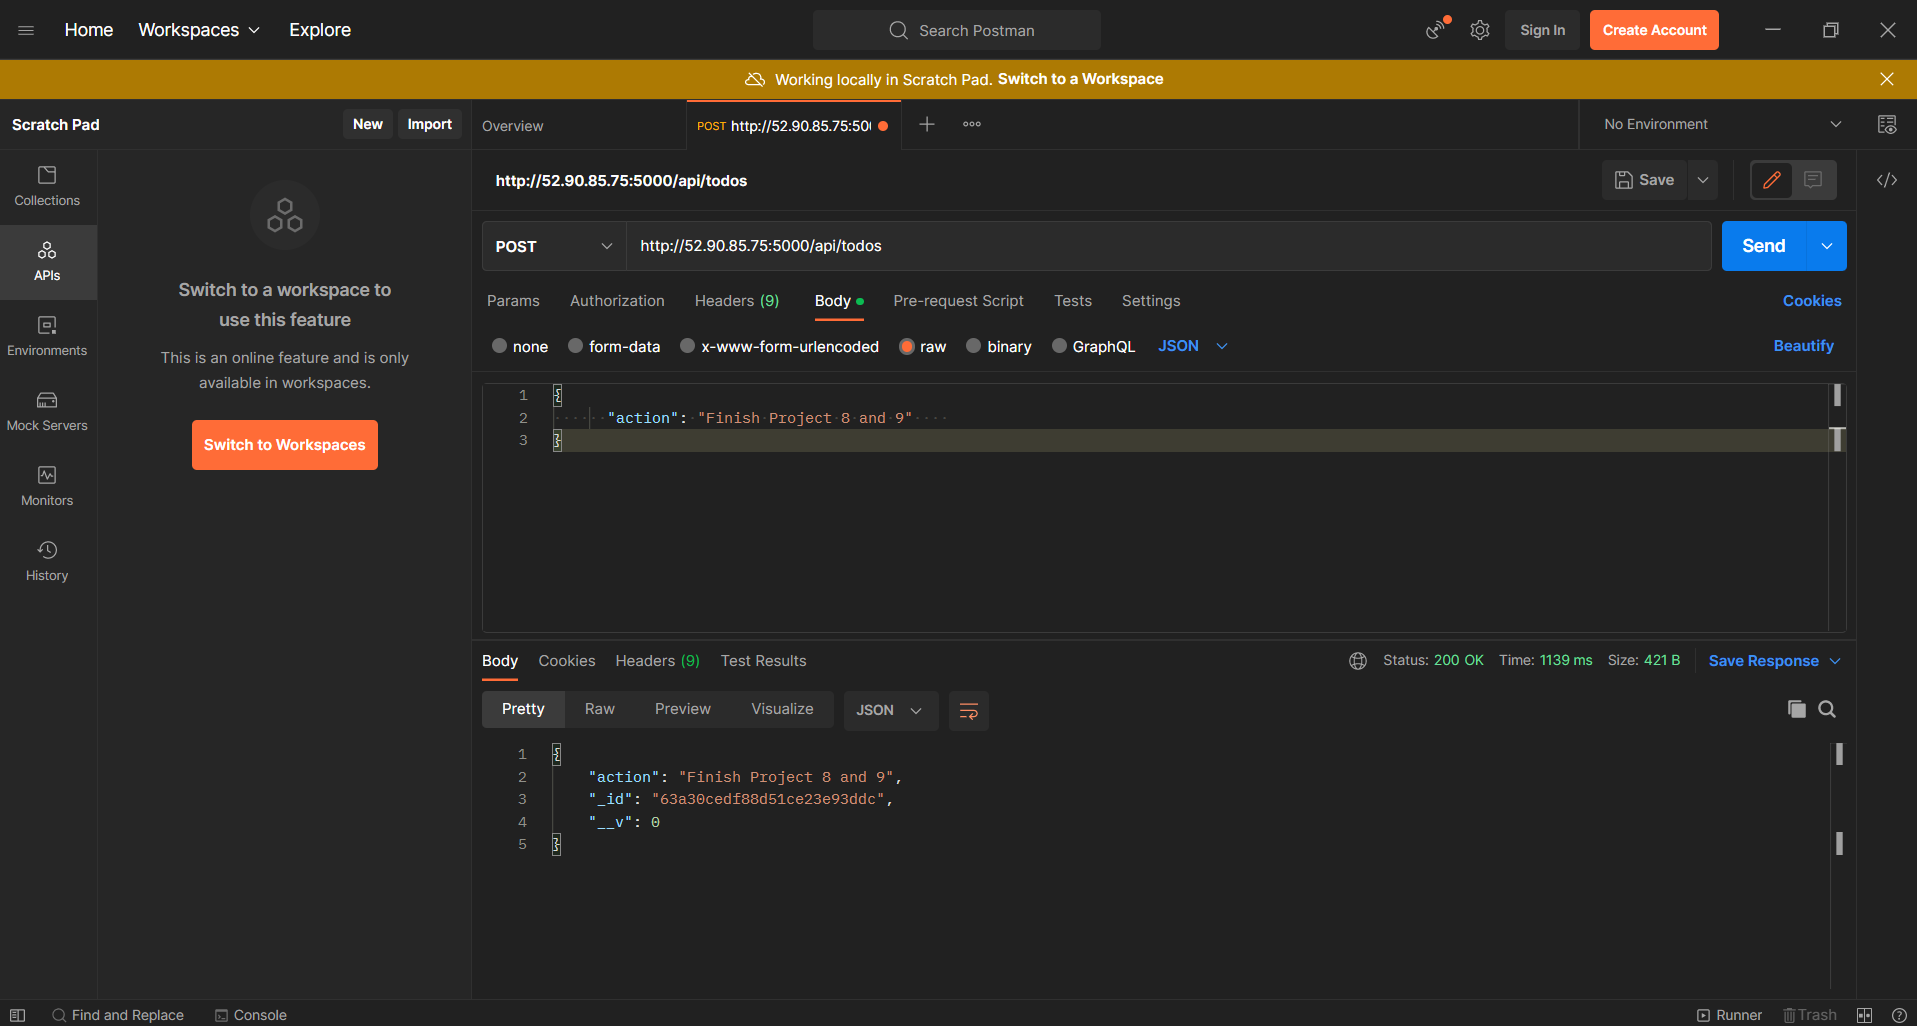 Home Workspaces Explore Search Postman Sign In Create Account
Working locally in Scratch Pad. Switch to a Workspace
Scratch Pad New Import Overview POST http://52.90.85.75:50 No Environment
Collections
APIs
Environments
Mock Servers
Monitors
History
Switch to a workspace to
use this feature
This is an online feature and is only
available in workspaces.
Switch to Workspaces
http://52.90.85.75:5000/api/todos Save
POST http://52.90.85.75:5000/api/todos Send
Params Authorization Headers (9) Body Pre-request Script Tests Settings Cookies
none form-data x-www-form-urlencoded raw binary GraphQL JSON Beautify
1 {
2 "action": "Finish Project 8 and 9"
3 }
Body Cookies Headers (9) Test Results Status: 200 OK Time: 1139 ms Size: 421 B Save Response
Pretty Raw Preview Visualize JSON
1 {
2 "action": "Finish Project 8 and 9",
3 "_id": "63a30cedf88d51ce23e93ddc",
4 "__v": 0
5 }
Find and Replace Console Runner Trash